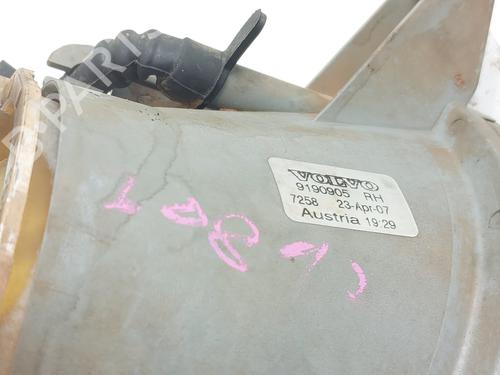 VOLVO
9190905 RH
7258 23-Apr-07
Austria 19:29
B-PARTS